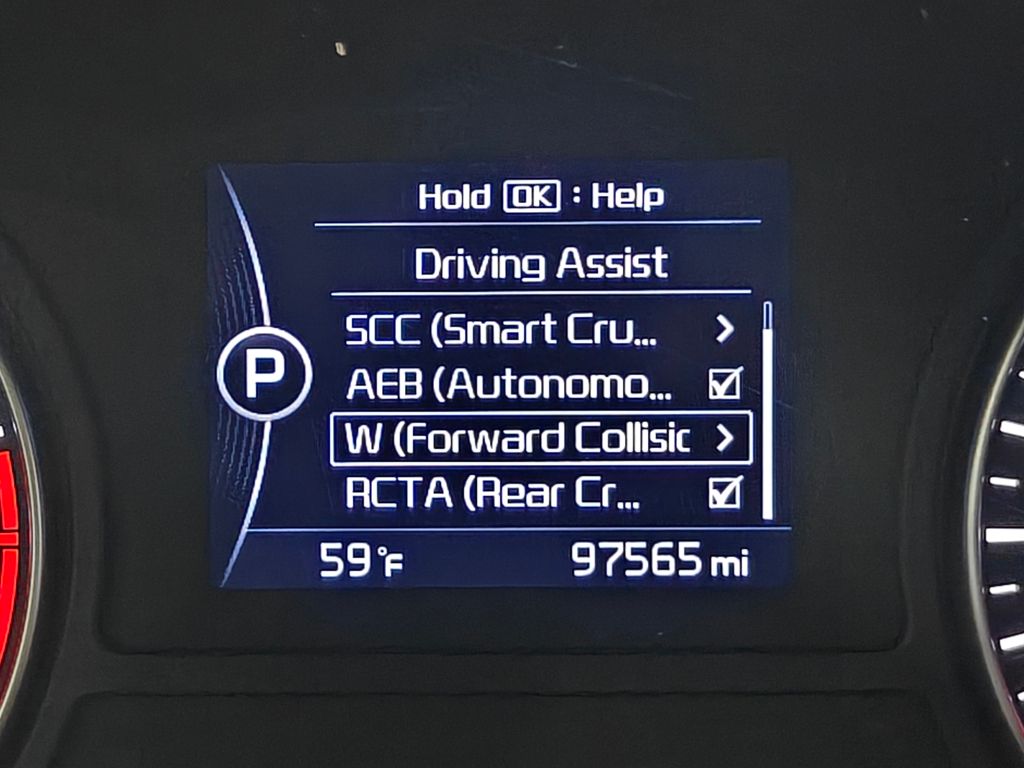 Hold OK : Help
Driving Assist
SCC (Smart Cru...
AEB (Autonomo...
W (Forward Collisic
RCTA (Rear Cr...
P
59°F 97565 mi